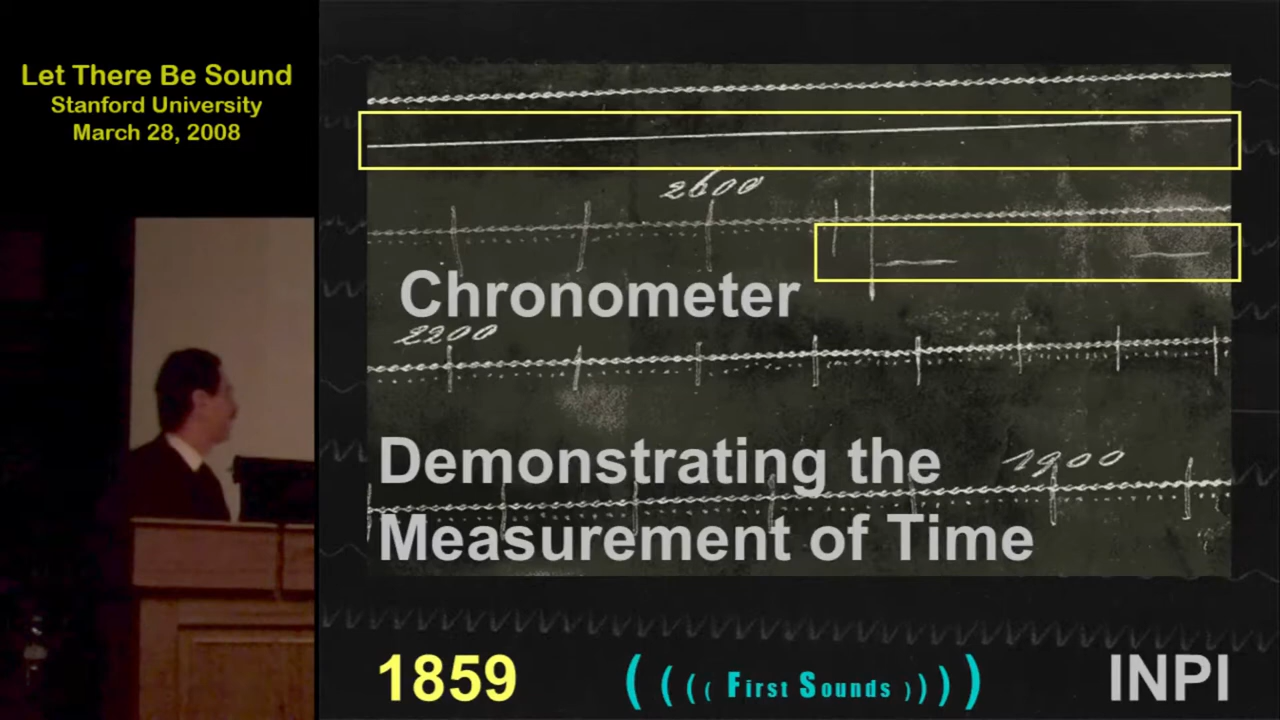 Let There Be Sound
Stanford University
March 28, 2008
2600
Chronometer
2200
Demonstrating the
1900
Measurement of Time
1859
( ( ( ( First Sounds ) ) ) )
INPI